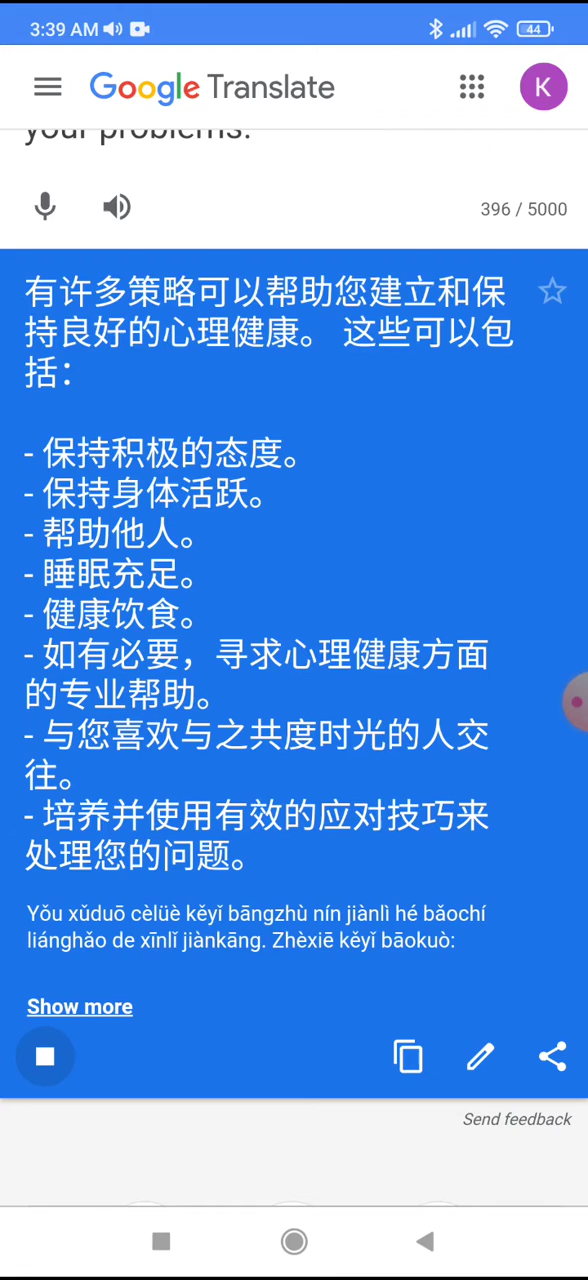 3:39 AM
44
Google Translate
K
your problems.
396 / 5000
有许多策略可以帮助您建立和保
持良好的心理健康。 这些可以包
括：
- 保持积极的态度。
- 保持身体活跃。
- 帮助他人。
- 睡眠充足。
- 健康饮食。
- 如有必要，寻求心理健康方面
的专业帮助。
- 与您喜欢与之共度时光的人交
往。
- 培养并使用有效的应对技巧来
处理您的问题。
Yǒu xǔduō cèlüè kěyǐ bāngzhù nín jiànlì hé bǎochí
liánghǎo de xīnlǐ jiànkāng. Zhèxiē kěyǐ bāokuò:
Show more
Send feedback